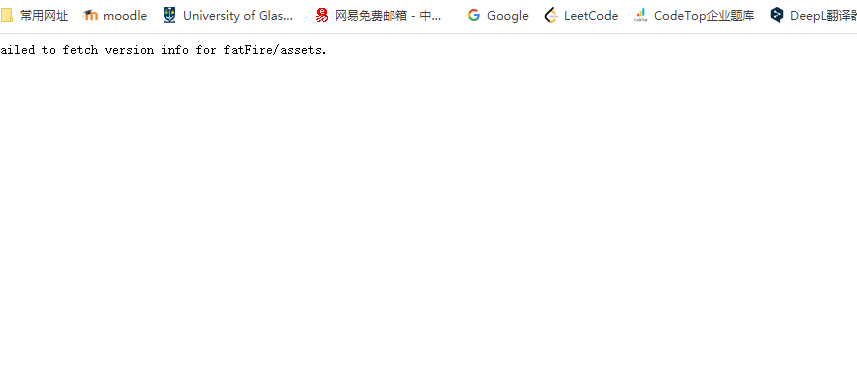 常用网址 moodle University of Glas... 网易免费邮箱 - 中... Google LeetCode CodeTop企业题库 DeepL翻译器
ailed to fetch version info for fatFire/assets.